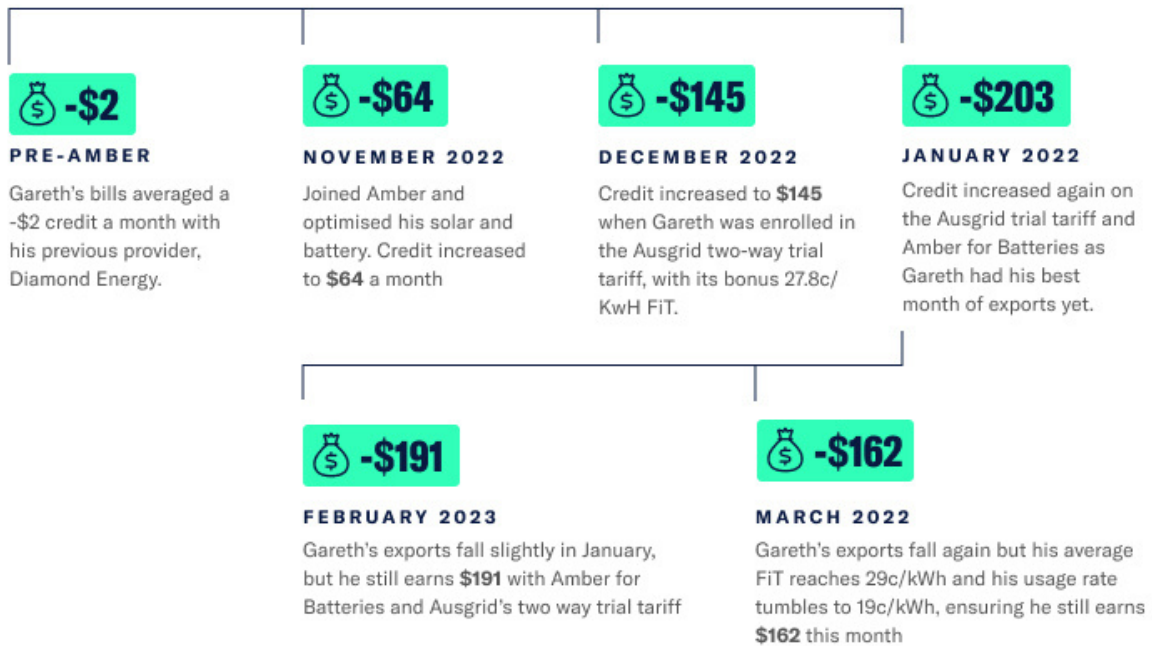 -$2
PRE-AMBER
Gareth's bills averaged a
-$2 credit a month with
his previous provider,
Diamond Energy.
-$64
NOVEMBER 2022
Joined Amber and
optimised his solar and
battery. Credit increased
to $64 a month
-$145
DECEMBER 2022
Credit increased to $145
when Gareth was enrolled in
the Ausgrid two-way trial
tariff, with its bonus 27.8c/
KwH FiT.
-$203
JANUARY 2022
Credit increased again on
the Ausgrid trial tariff and
Amber for Batteries as
Gareth had his best
month of exports yet.
-$191
FEBRUARY 2023
Gareth's exports fall slightly in January,
but he still earns $191 with Amber for
Batteries and Ausgrid's two way trial tariff
-$162
MARCH 2022
Gareth's exports fall again but his average
FiT reaches 29c/kWh and his usage rate
tumbles to 19c/kWh, ensuring he still earns
$162 this month